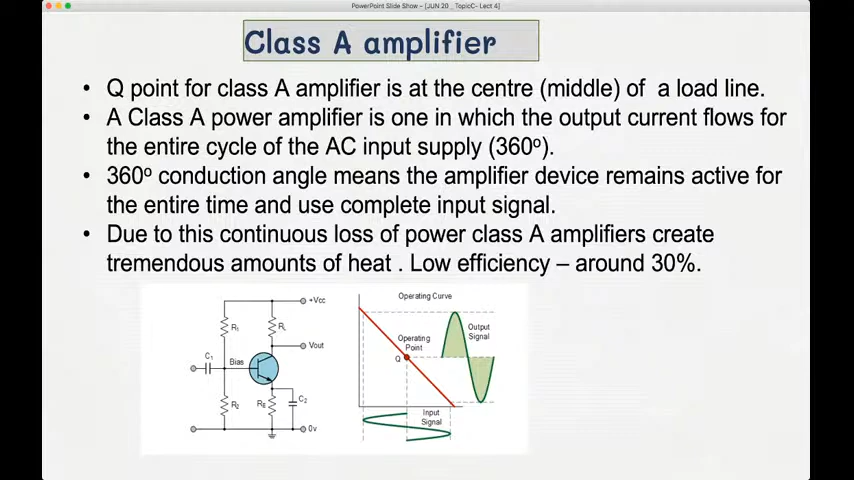 PowerPoint Slide Show – [JUN 20 _ TopicC- Lect 4]
Class A amplifier
• Q point for class A amplifier is at the centre (middle) of a load line.
• A Class A power amplifier is one in which the output current flows for
the entire cycle of the AC input supply (360º).
• 360º conduction angle means the amplifier device remains active for
the entire time and use complete input signal.
• Due to this continuous loss of power class A amplifiers create
tremendous amounts of heat . Low efficiency – around 30%.
+Vcc
R1
RL
Vout
C1
Bias
R2
RE
C2
0v
Operating Curve
Output
Signal
Operating
Point
Q
Input
Signal